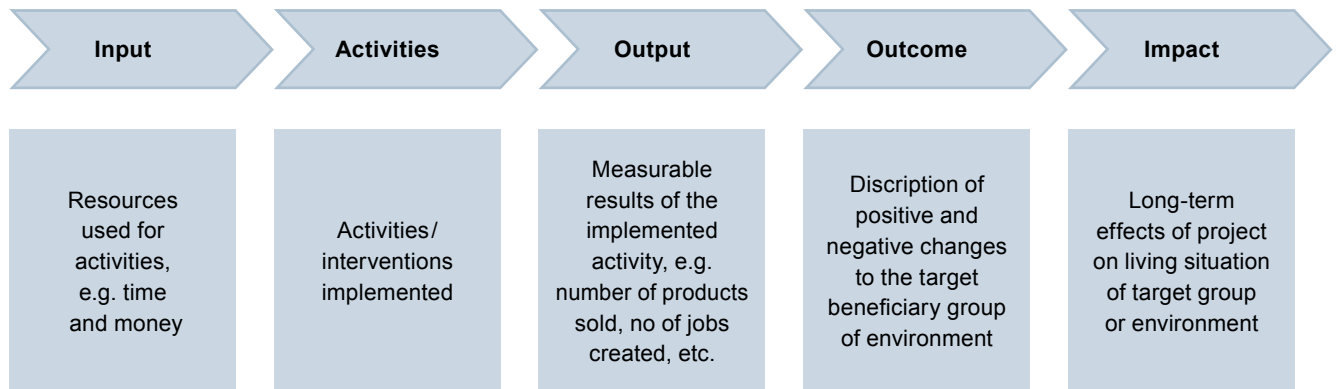 Input
Activities
Output
Outcome
Impact
Resources
used for
activities,
e.g. time
and money
Activities/
interventions
implemented
Measurable
results of the
implemented
activity, e.g.
number of products
sold, no of jobs
created, etc.
Discription of
positive and
negative changes
to the target
beneficiary group
of environment
Long-term
effects of project
on living situation
of target group
or environment